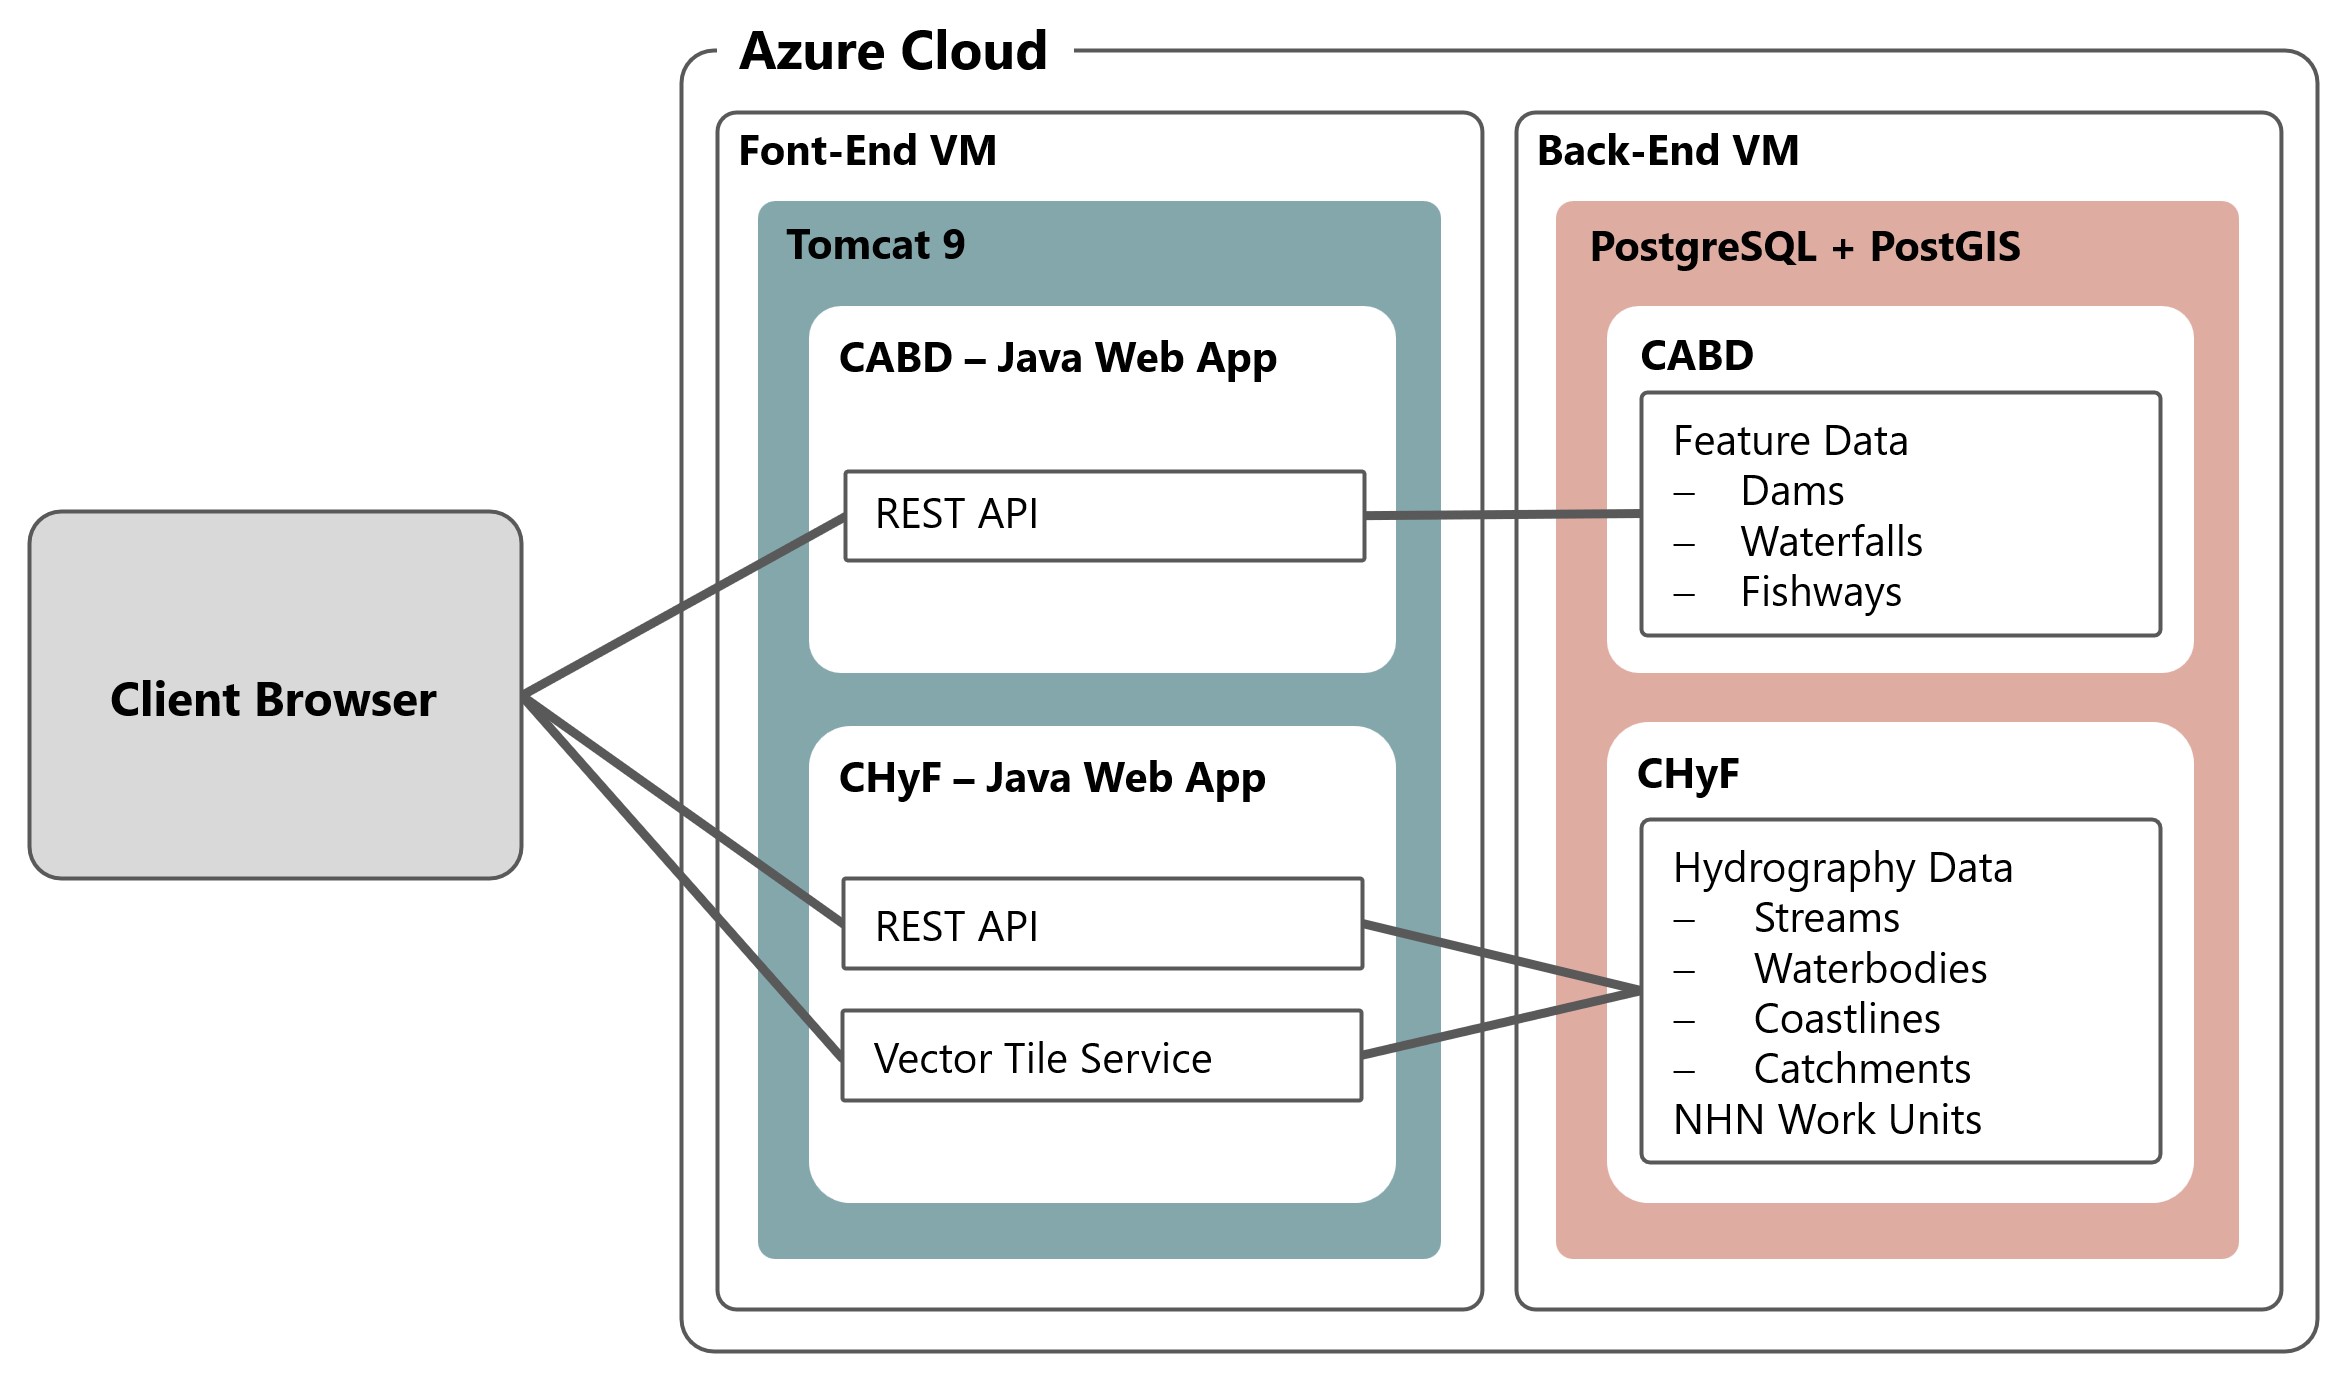 Azure Cloud
Font-End VM
Tomcat 9
CABD – Java Web App
REST API
CHyF – Java Web App
REST API
Vector Tile Service
Client Browser
Back-End VM
PostgreSQL + PostGIS
CABD
Feature Data
– Dams
– Waterfalls
– Fishways
CHyF
Hydrography Data
– Streams
– Waterbodies
– Coastlines
– Catchments
NHN Work Units